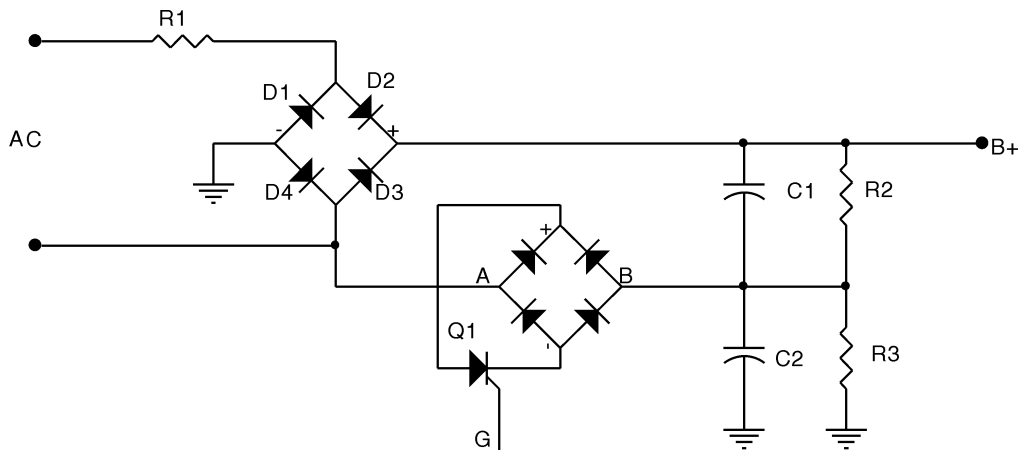 R1
D1
D2
-
+
AC
B+
D4
D3
C1
R2
+
A
B
Q1
-
C2
R3
G